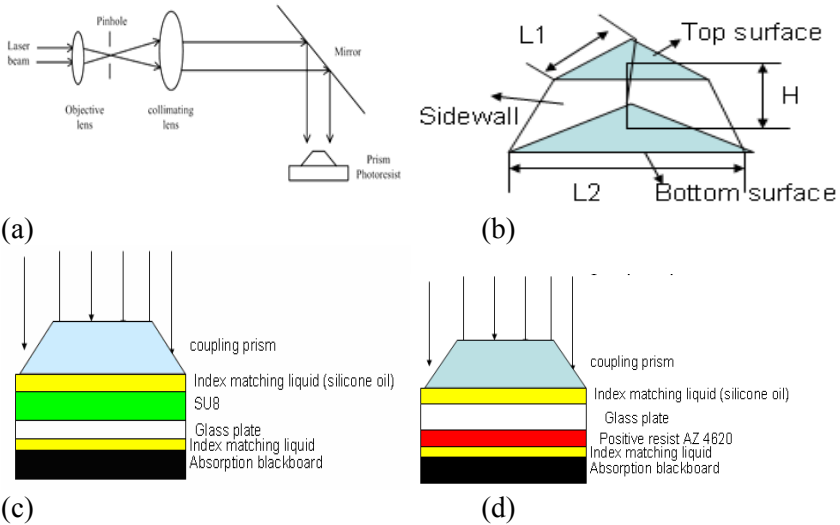 Pinhole
Laser
beam
Mirror
Objective
lens
collimating
lens
Prism
Photoresist
(a)
L1
Top surface
H
Sidewall
L2
Bottom surface
(b)
coupling prism
Index matching liquid (silicone oil)
SU8
Glass plate
Index matching liquid
Absorption blackboard
(c)
coupling prism
Index matching liquid (silicone oil)
Glass plate
Positive resist AZ 4620
Index matching liquid
Absorption blackboard
(d)